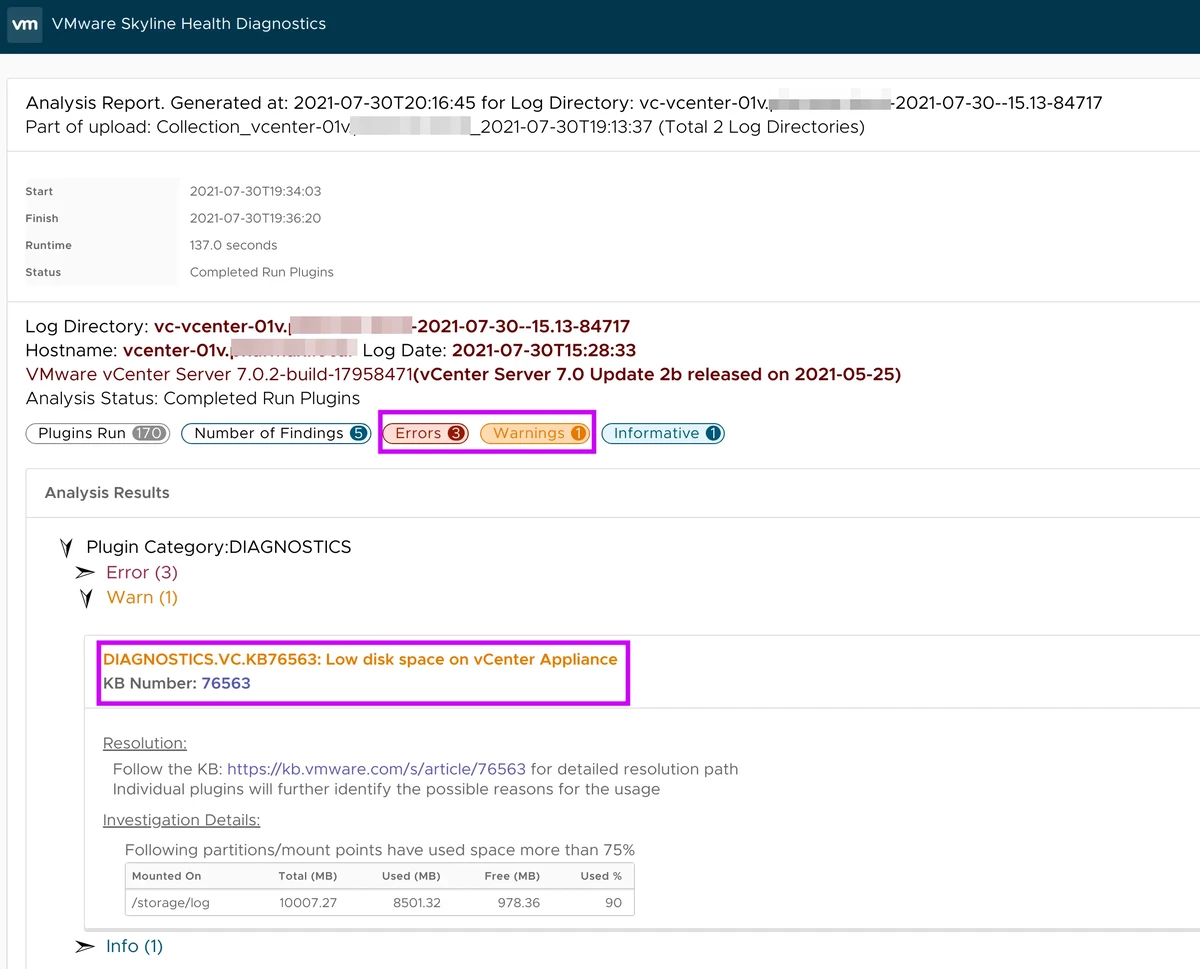 vm VMware Skyline Health Diagnostics
Analysis Report. Generated at: 2021-07-30T20:16:45 for Log Directory: vc-vcenter-01v. -2021-07-30--15.13-84717
Part of upload: Collection_vcenter-01v. _2021-07-30T19:13:37 (Total 2 Log Directories)
Start 2021-07-30T19:34:03
Finish 2021-07-30T19:36:20
Runtime 137.0 seconds
Status Completed Run Plugins
Log Directory: vc-vcenter-01v. -2021-07-30--15.13-84717
Hostname: vcenter-01v. Log Date: 2021-07-30T15:28:33
VMware vCenter Server 7.0.2-build-17958471(vCenter Server 7.0 Update 2b released on 2021-05-25)
Analysis Status: Completed Run Plugins
Plugins Run 170 Number of Findings 5 Errors 3 Warnings 1 Informative 1
Analysis Results
Plugin Category:DIAGNOSTICS
Error (3)
Warn (1)
DIAGNOSTICS.VC.KB76563: Low disk space on vCenter Appliance
KB Number: 76563
Resolution:
Follow the KB: https://kb.vmware.com/s/article/76563 for detailed resolution path
Individual plugins will further identify the possible reasons for the usage
Investigation Details:
Following partitions/mount points have used space more than 75%
Mounted On Total (MB) Used (MB) Free (MB) Used %
/storage/log 10007.27 8501.32 978.36 90
Info (1)